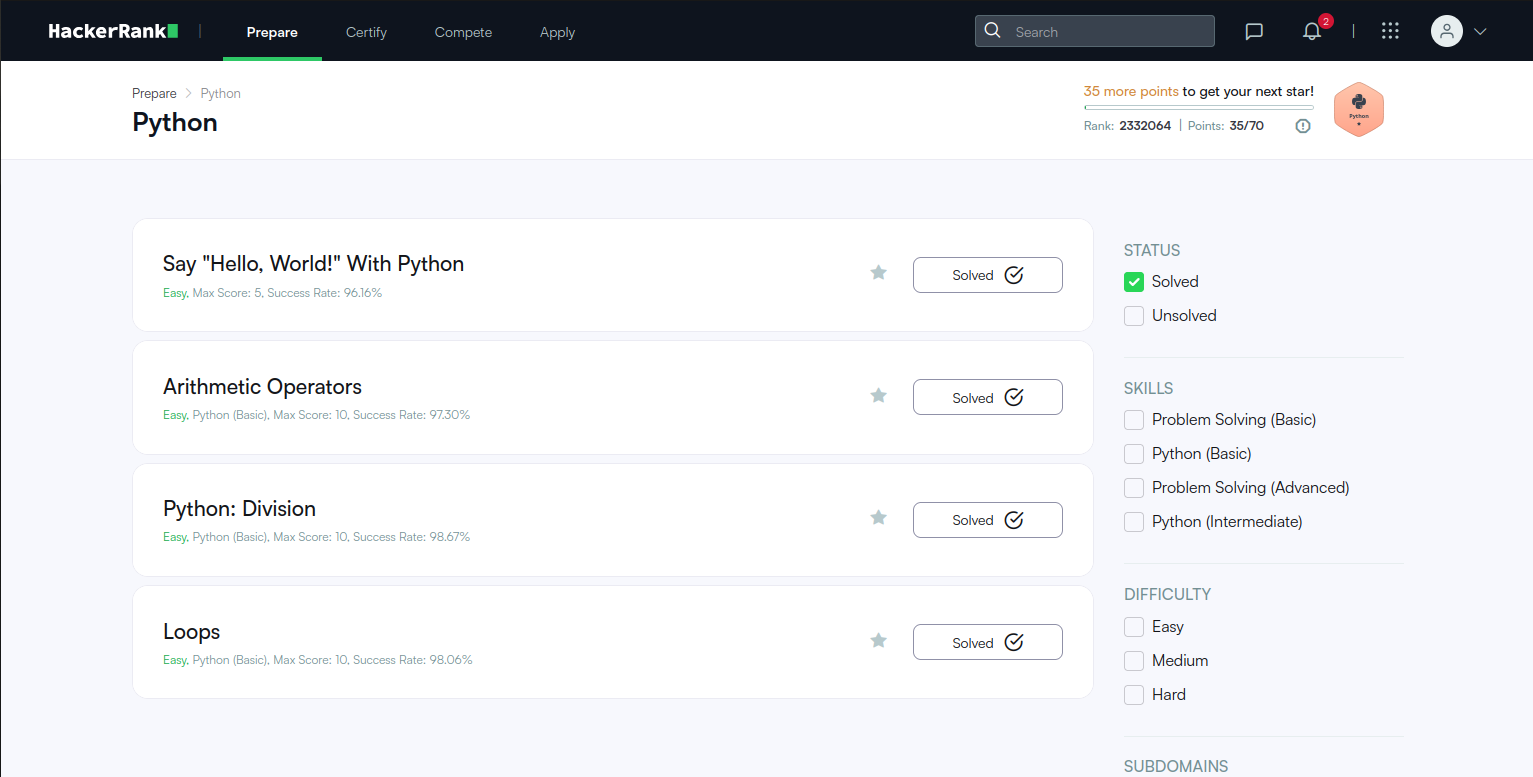 HackerRank | Prepare Certify Compete Apply Search 2
Prepare > Python
Python
35 more points to get your next star!
Rank: 2332064 | Points: 35/70
Python
Say "Hello, World!" With Python
Easy, Max Score: 5, Success Rate: 96.16%
Solved
Arithmetic Operators
Easy, Python (Basic), Max Score: 10, Success Rate: 97.30%
Solved
Python: Division
Easy, Python (Basic), Max Score: 10, Success Rate: 98.67%
Solved
Loops
Easy, Python (Basic), Max Score: 10, Success Rate: 98.06%
Solved
STATUS
Solved
Unsolved
SKILLS
Problem Solving (Basic)
Python (Basic)
Problem Solving (Advanced)
Python (Intermediate)
DIFFICULTY
Easy
Medium
Hard
SUBDOMAINS